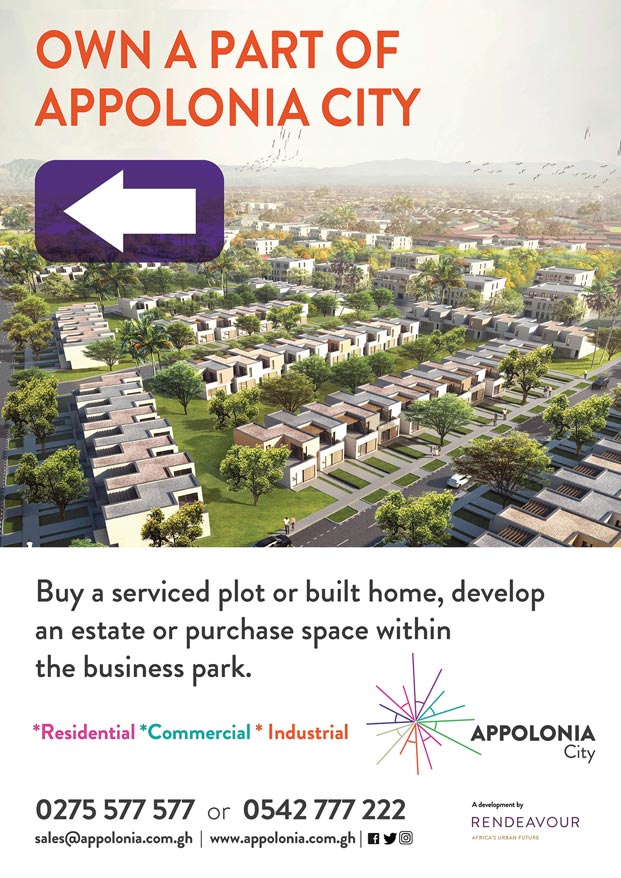 OWN A PART OF
APPOLONIA CITY
Buy a serviced plot or built home, develop
an estate or purchase space within
the business park.
*Residential *Commercial * Industrial
APPOLONIA
City
0275 577 577 or 0542 777 222
sales@appolonia.com.gh | www.appolonia.com.gh |
A development by
RENDEAVOUR
AFRICA'S URBAN FUTURE